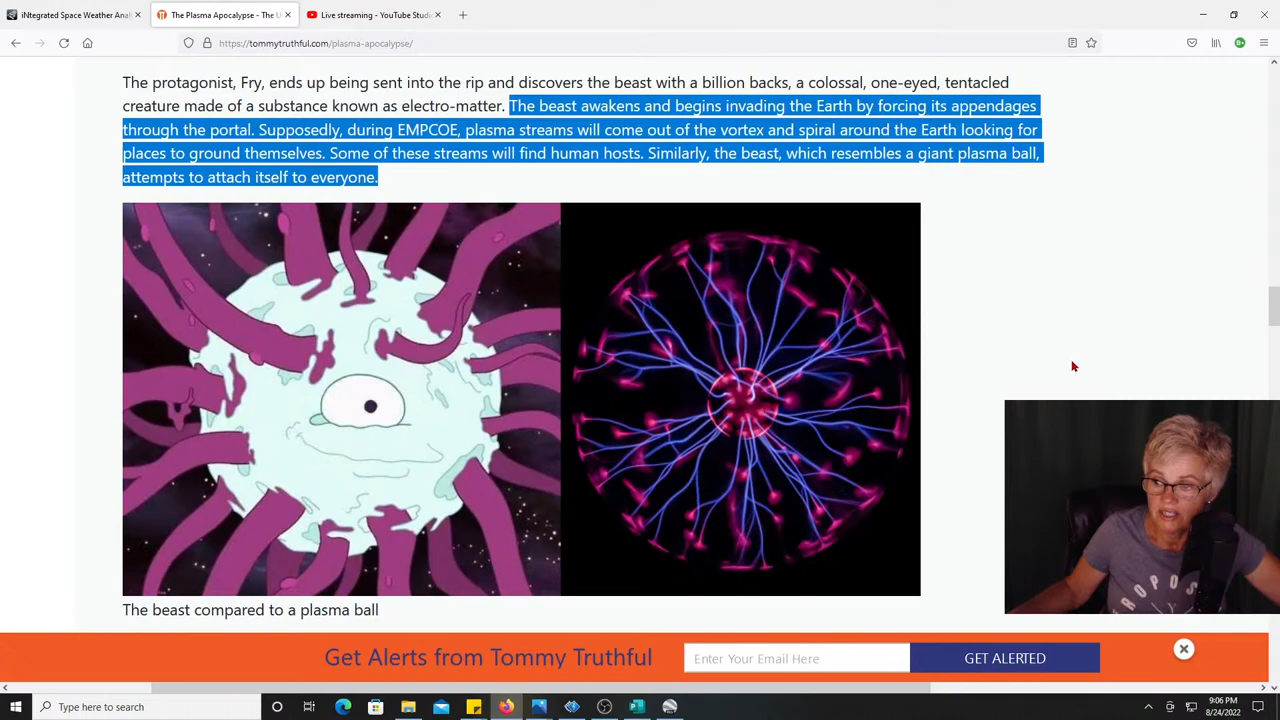 iNtegrated Space Weather Anal
The Plasma Apocalypse - The Ul
Live streaming - YouTube Studio
https://tommytruthful.com/plasma-apocalypse/
The protagonist, Fry, ends up being sent into the rip and discovers the beast with a billion backs, a colossal, one-eyed, tentacled
creature made of a substance known as electro-matter. The beast awakens and begins invading the Earth by forcing its appendages
through the portal. Supposedly, during EMPCOE, plasma streams will come out of the vortex and spiral around the Earth looking for
places to ground themselves. Some of these streams will find human hosts. Similarly, the beast, which resembles a giant plasma ball,
attempts to attach itself to everyone.
The beast compared to a plasma ball
Get Alerts from Tommy Truthful
Enter Your Email Here
GET ALERTED
Type here to search
9:06 PM
8/24/2022